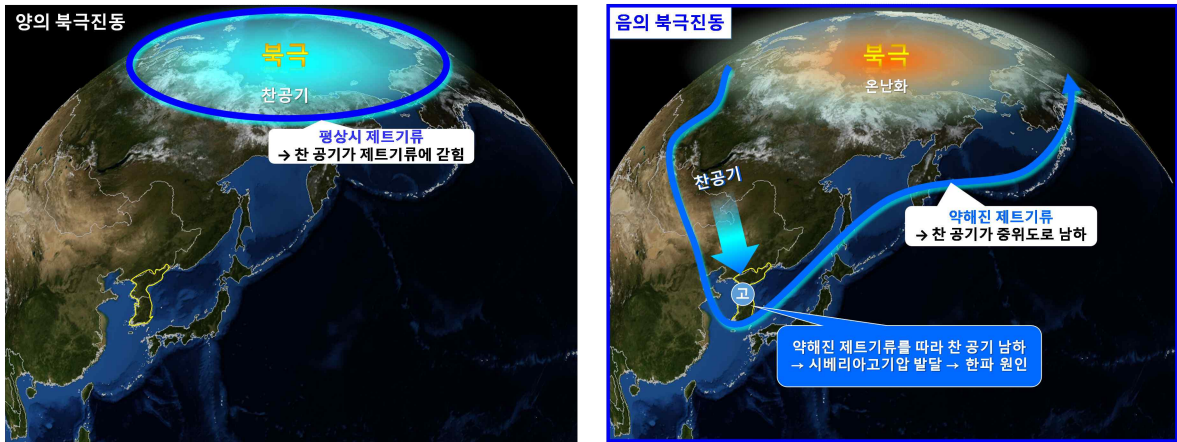 양의 북극진동
북극
찬공기
평상시 제트기류
→ 찬 공기가 제트기류에 갇힘
음의 북극진동
북극
온난화
찬공기
약해진 제트기류
→ 찬 공기가 중위도로 남하
고
약해진 제트기류를 따라 찬 공기 남하
→ 시베리아고기압 발달 → 한파 원인